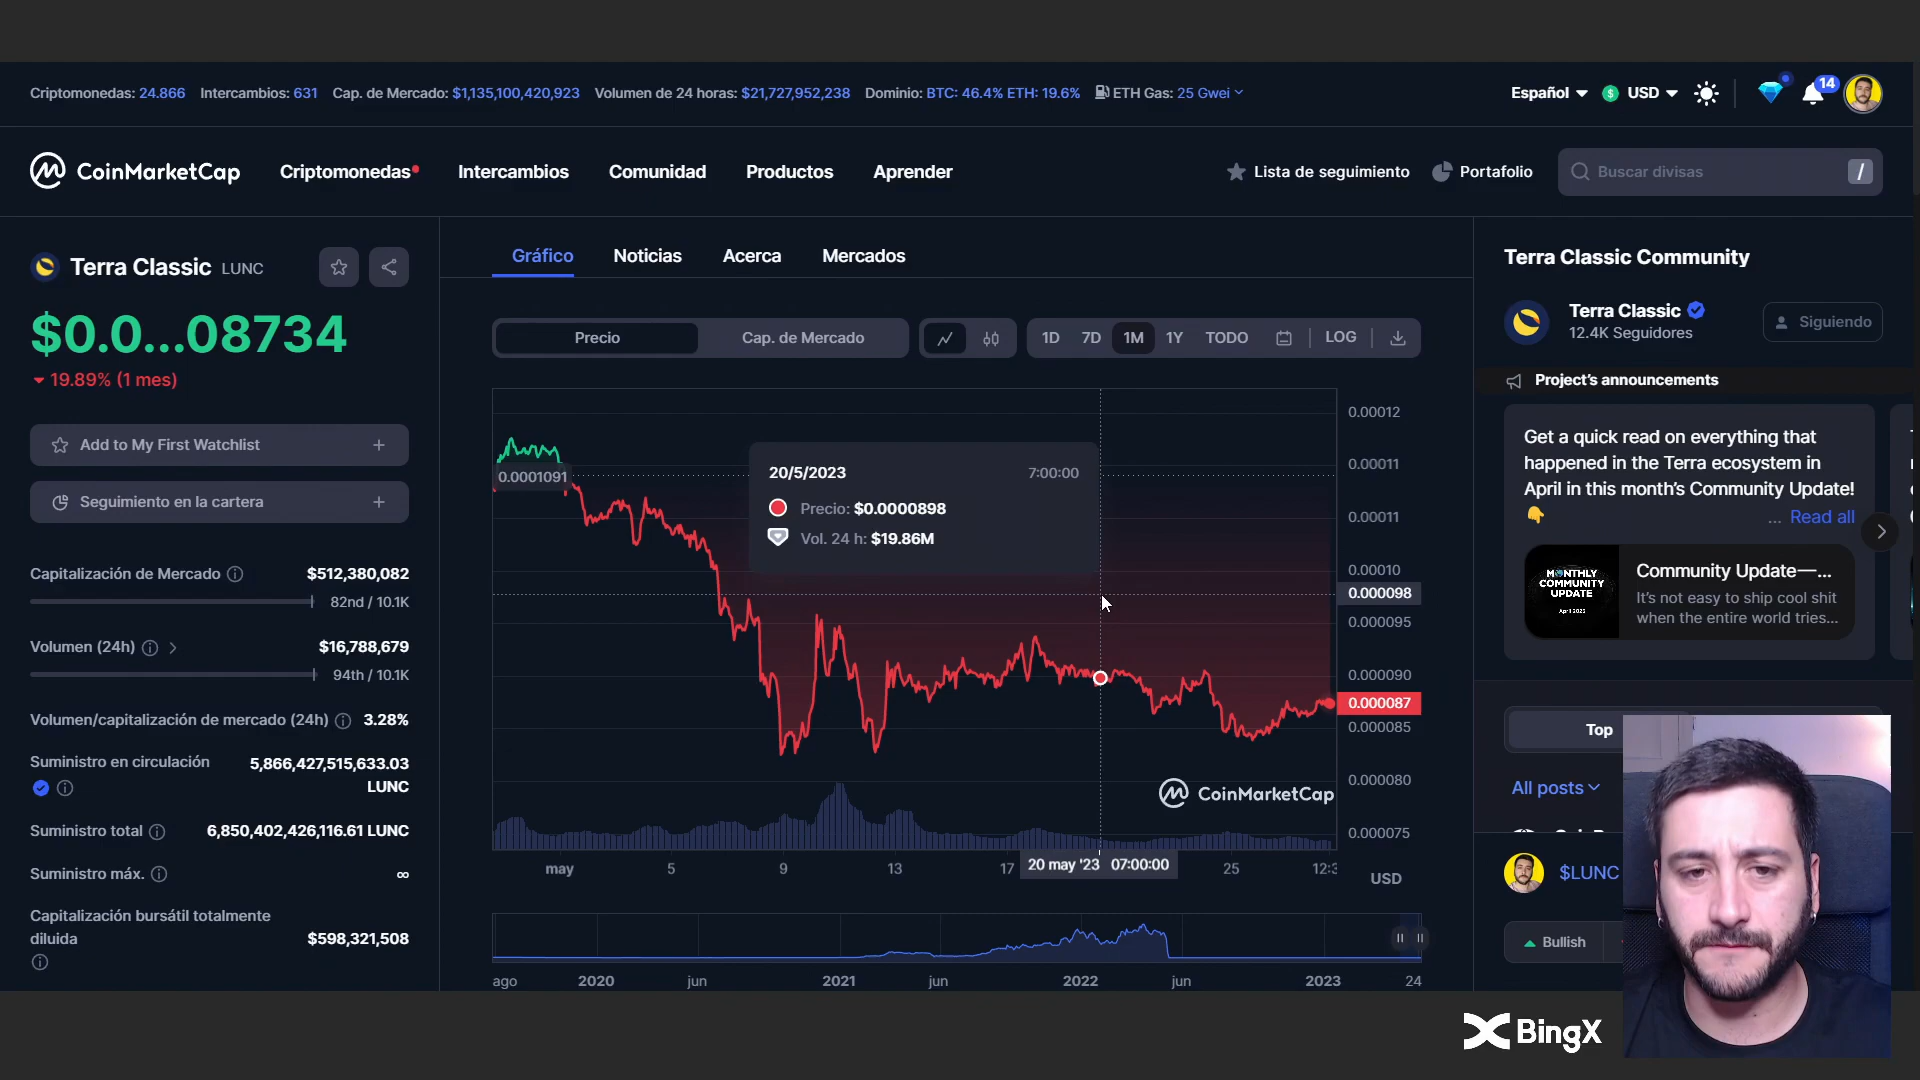 Criptomonedas: 24.866 Intercambios: 631 Cap. de Mercado: $1,135,100,420,923 Volumen de 24 horas: $21,727,952,238 Dominio: BTC: 46.4% ETH: 19.6% ETH Gas: 25 Gwei
Español $ USD 14
CoinMarketCap Criptomonedas Intercambios Comunidad Productos Aprender
Lista de seguimiento Portafolio Buscar divisas /
Terra Classic LUNC
$0.0...08734
19.89% (1 mes)
Add to My First Watchlist +
Seguimiento en la cartera +
Capitalización de Mercado $512,380,082
82nd / 10.1K
Volumen (24h) $16,788,679
94th / 10.1K
Volumen/capitalización de mercado (24h) 3.28%
Suministro en circulación 5,866,427,515,633.03
LUNC
Suministro total 6,850,402,426,116.61 LUNC
Suministro máx. ∞
Capitalización bursátil totalmente
diluida $598,321,508
Gráfico Noticias Acerca Mercados
Precio Cap. de Mercado 1D 7D 1M 1Y TODO LOG
0.0001091
20/5/2023 7:00:00
Precio: $0.0000898
Vol. 24 h: $19.86M
0.00012
0.00011
0.00011
0.00010
0.000098
0.000095
0.000090
0.000087
0.000085
0.000080
0.000075
CoinMarketCap
may 5 9 13 17 20 may '23 07:00:00 25 12:3
USD
ago 2020 jun 2021 jun 2022 jun 2023 24
Terra Classic Community
Terra Classic
12.4K Seguidores
Siguiendo
Project's announcements
Get a quick read on everything that
happened in the Terra ecosystem in
April in this month's Community Update!
... Read all
MONTHLY
COMMUNITY
UPDATE
April 2023
Community Update—...
It's not easy to ship cool shit
when the entire world tries...
Top
All posts
$LUNC
Bullish
BingX